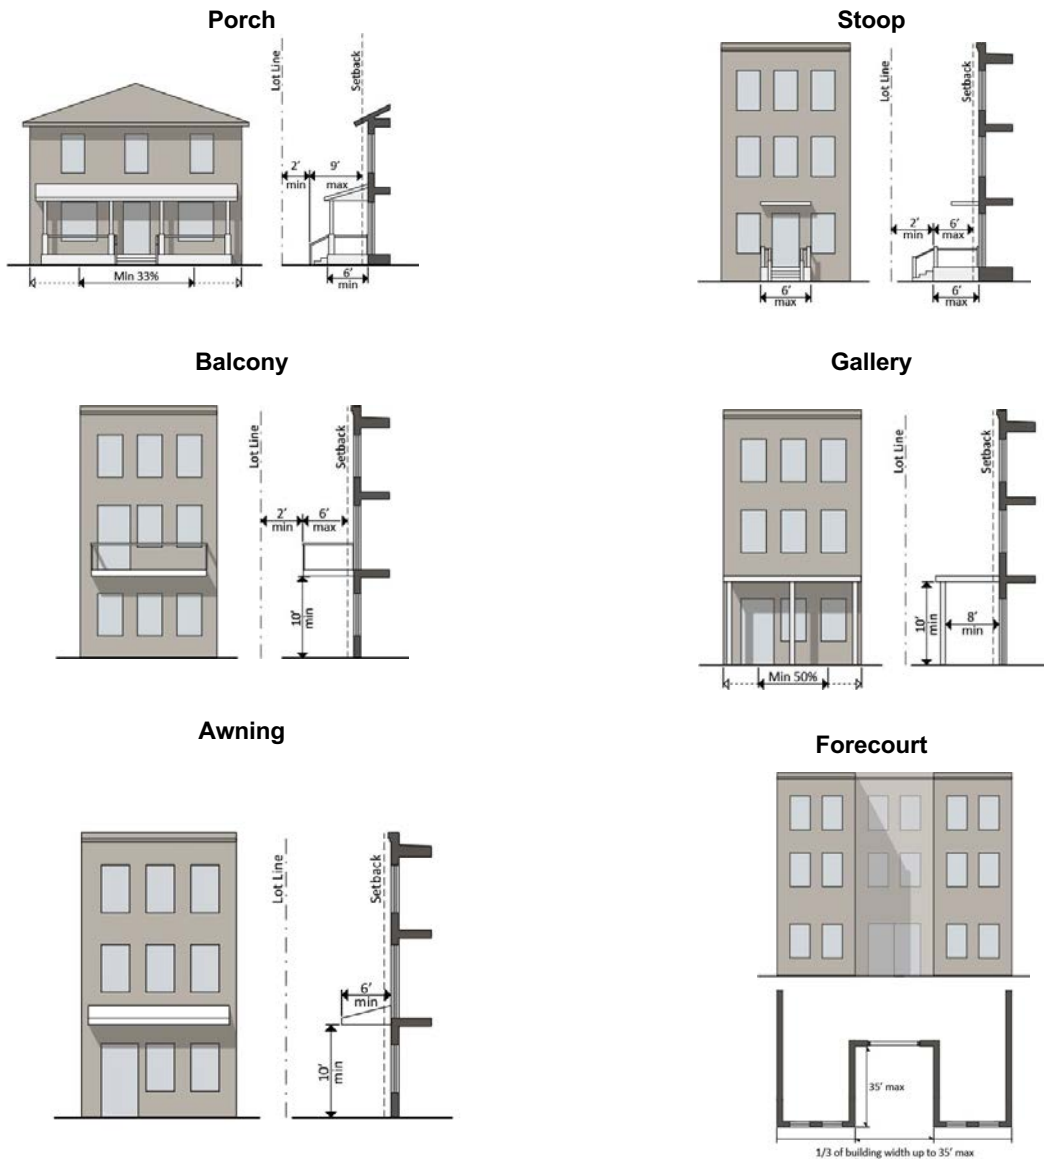 Porch
Lot Line
Setback
2'
min
9'
max
Min 33%
6'
min
Stoop
Lot Line
Setback
2'
min
6'
max
6'
max
6'
max
Balcony
Lot Line
Setback
2'
min
6'
max
10'
min
Gallery
Lot Line
Setback
10'
min
8'
min
Min 50%
Awning
Lot Line
Setback
6'
min
10'
min
Forecourt
35' max
1/3 of building width up to 35' max